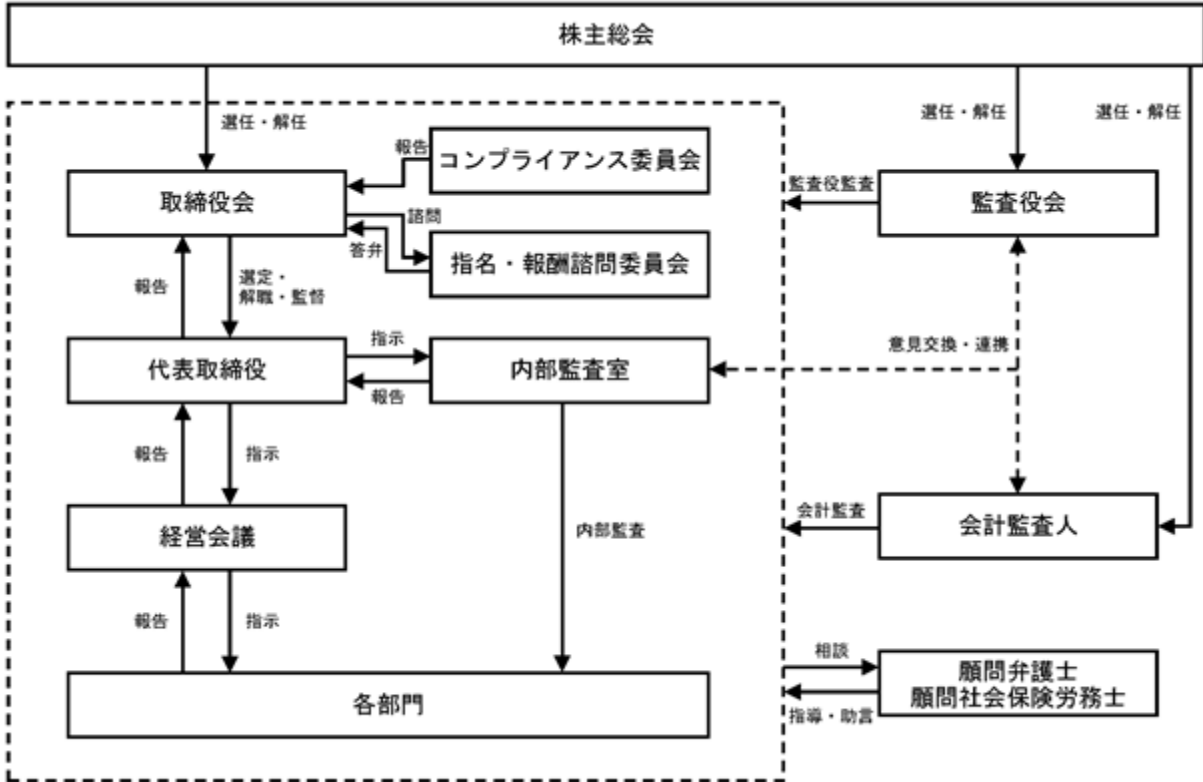 株主総会
選任・解任
選任・解任
選任・解任
報告
コンプライアンス委員会
取締役会
監査役監査
監査役会
諮問
答弁
指名・報酬諮問委員会
報告
選定・
解職・監督
代表取締役
指示
報告
内部監査室
意見交換・連携
報告
指示
経営会議
内部監査
会計監査
会計監査人
報告
指示
各部門
相談
指導・助言
顧問弁護士
顧問社会保険労務士